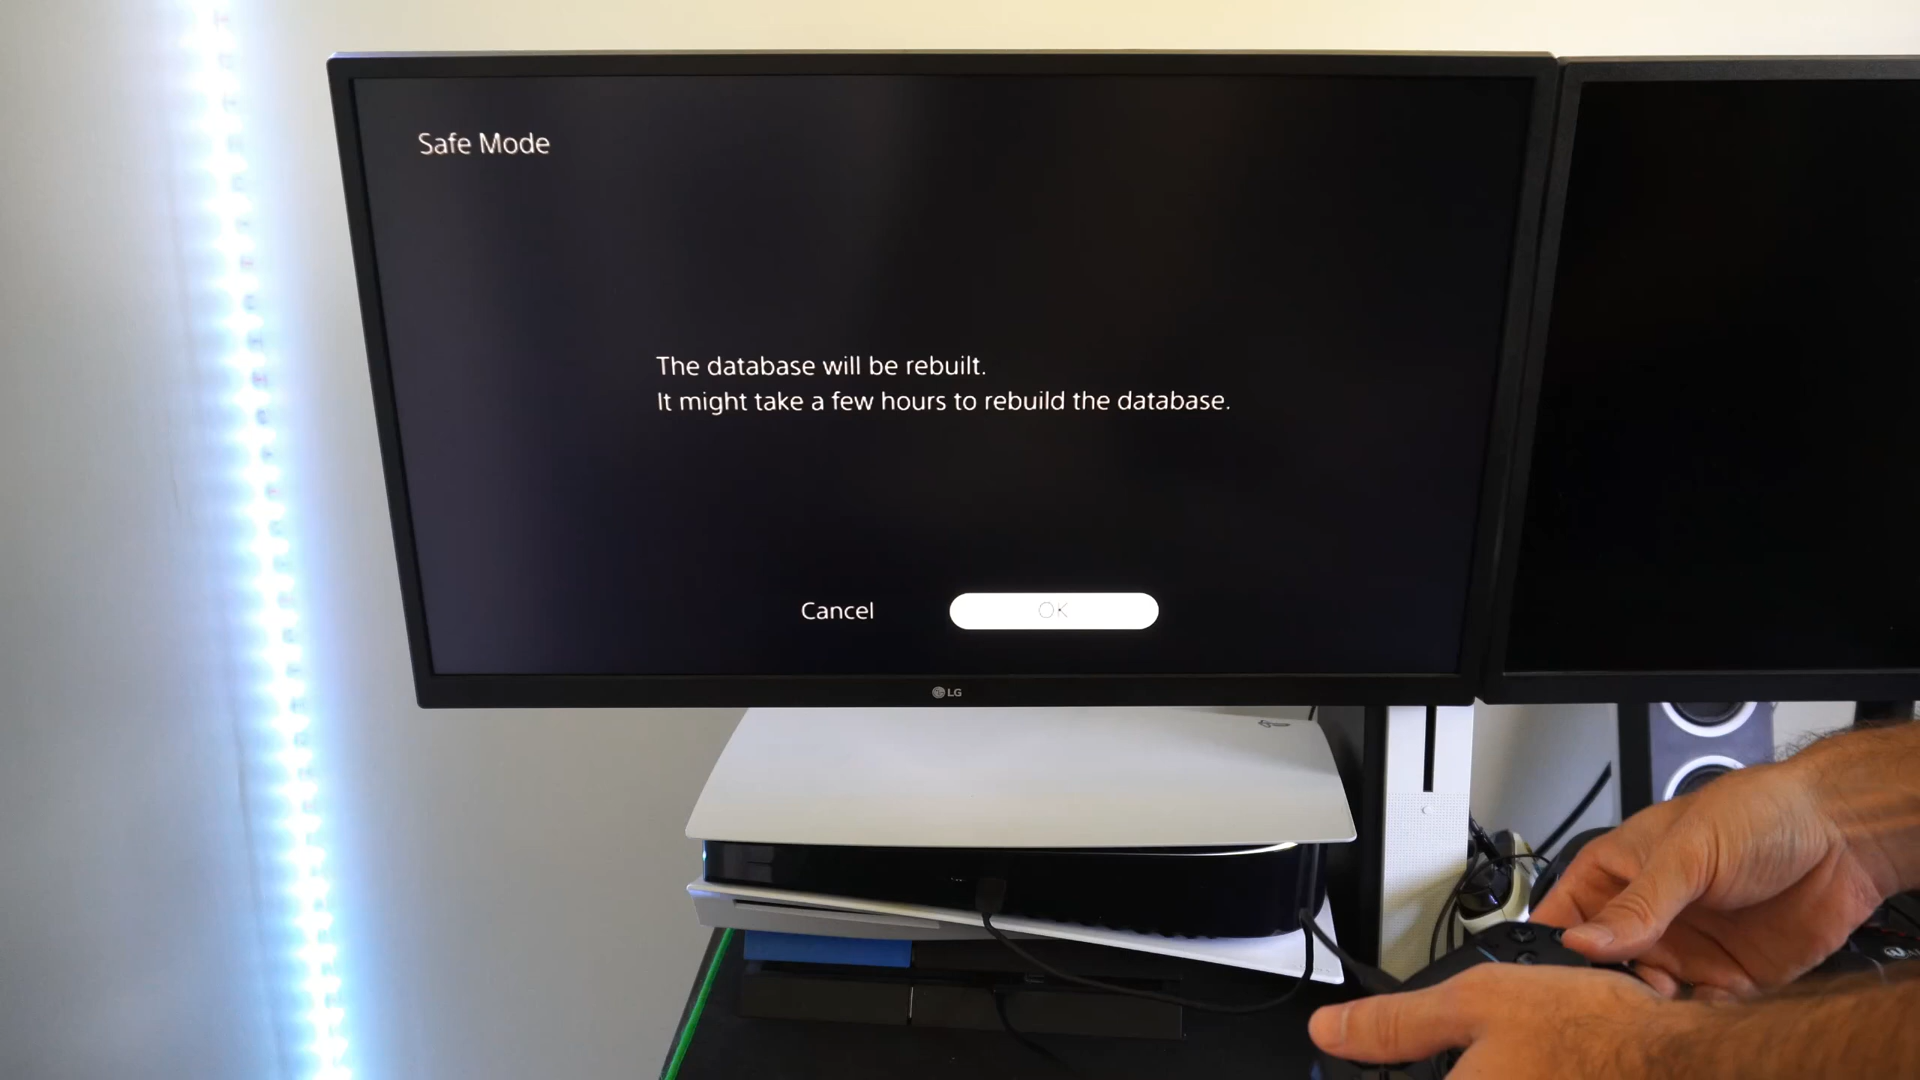 Safe Mode
The database will be rebuilt.
It might take a few hours to rebuild the database.
Cancel
OK
LG